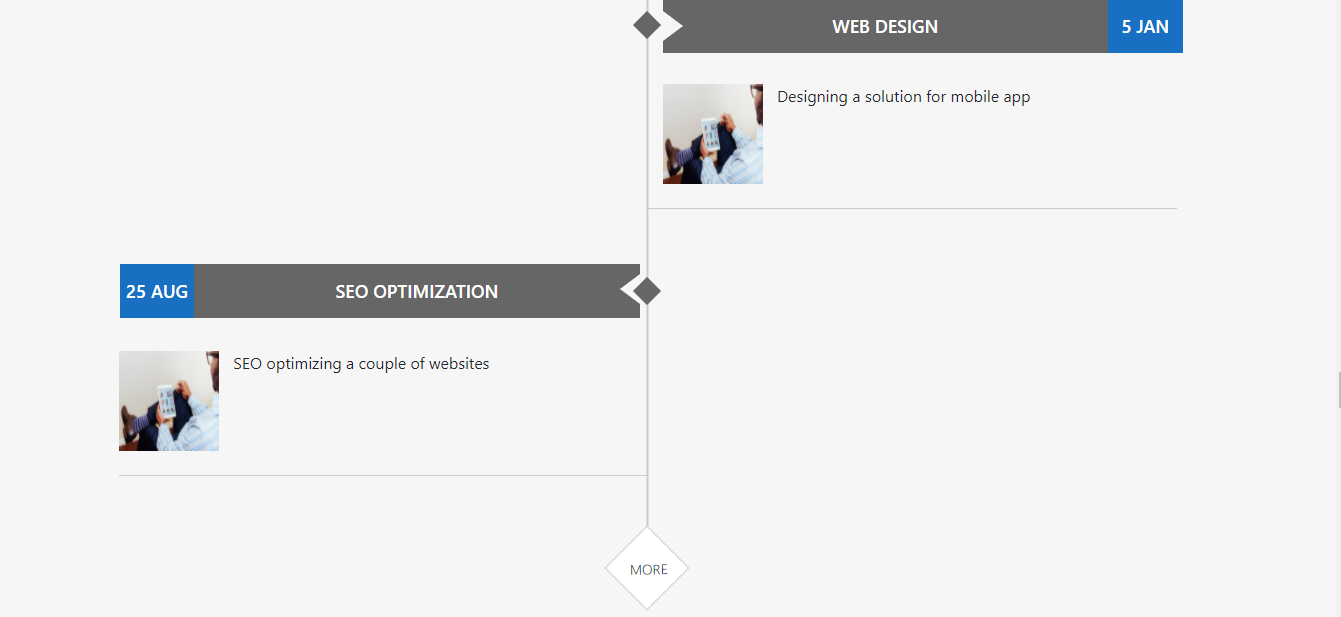 WEB DESIGN
5 JAN
Designing a solution for mobile app
25 AUG
SEO OPTIMIZATION
SEO optimizing a couple of websites
MORE